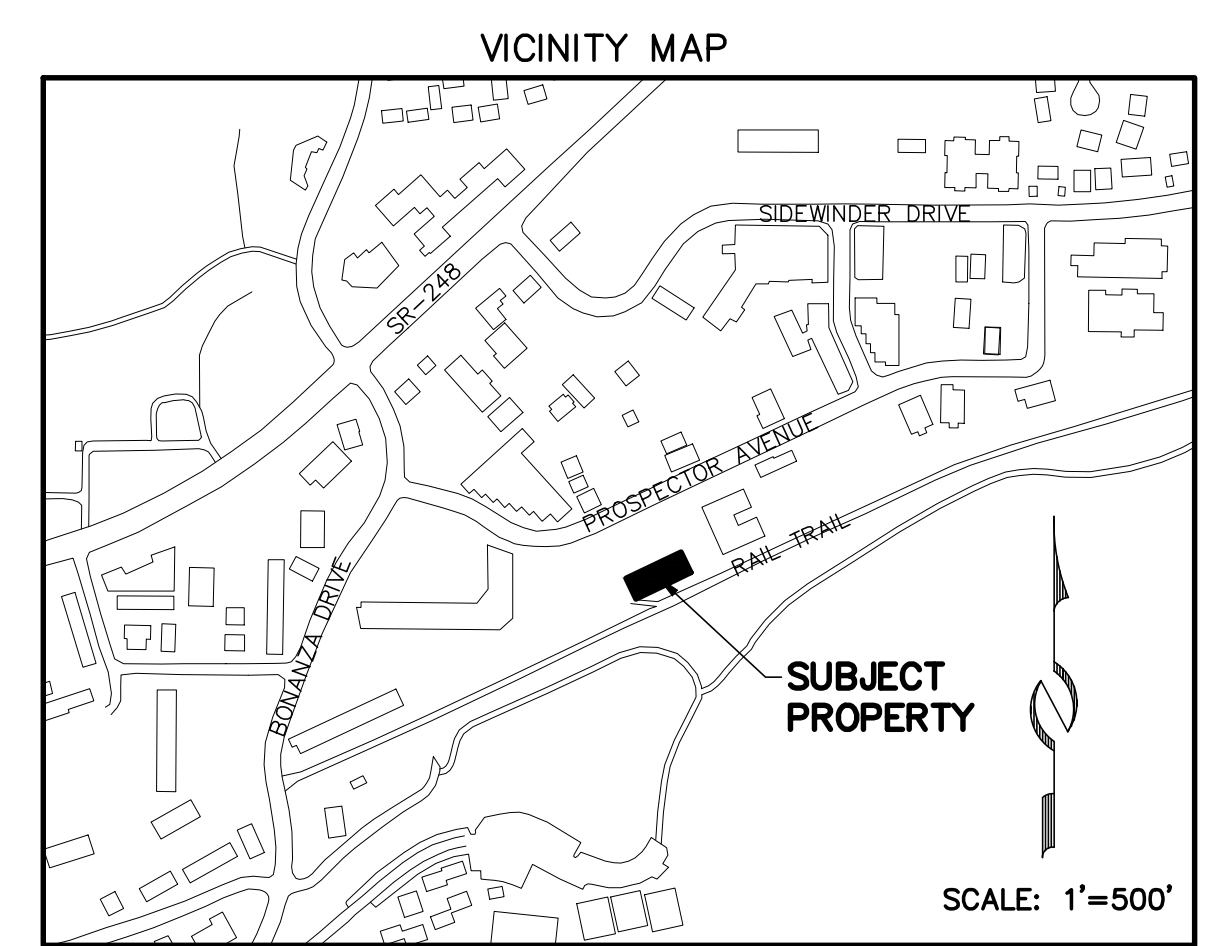 VICINITY MAP
SIDEWINDER DRIVE
SR-248
PROSPECTOR AVENUE
RAIL TRAIL
BONANZA DRIVE
SUBJECT
PROPERTY
SCALE: 1'=500'